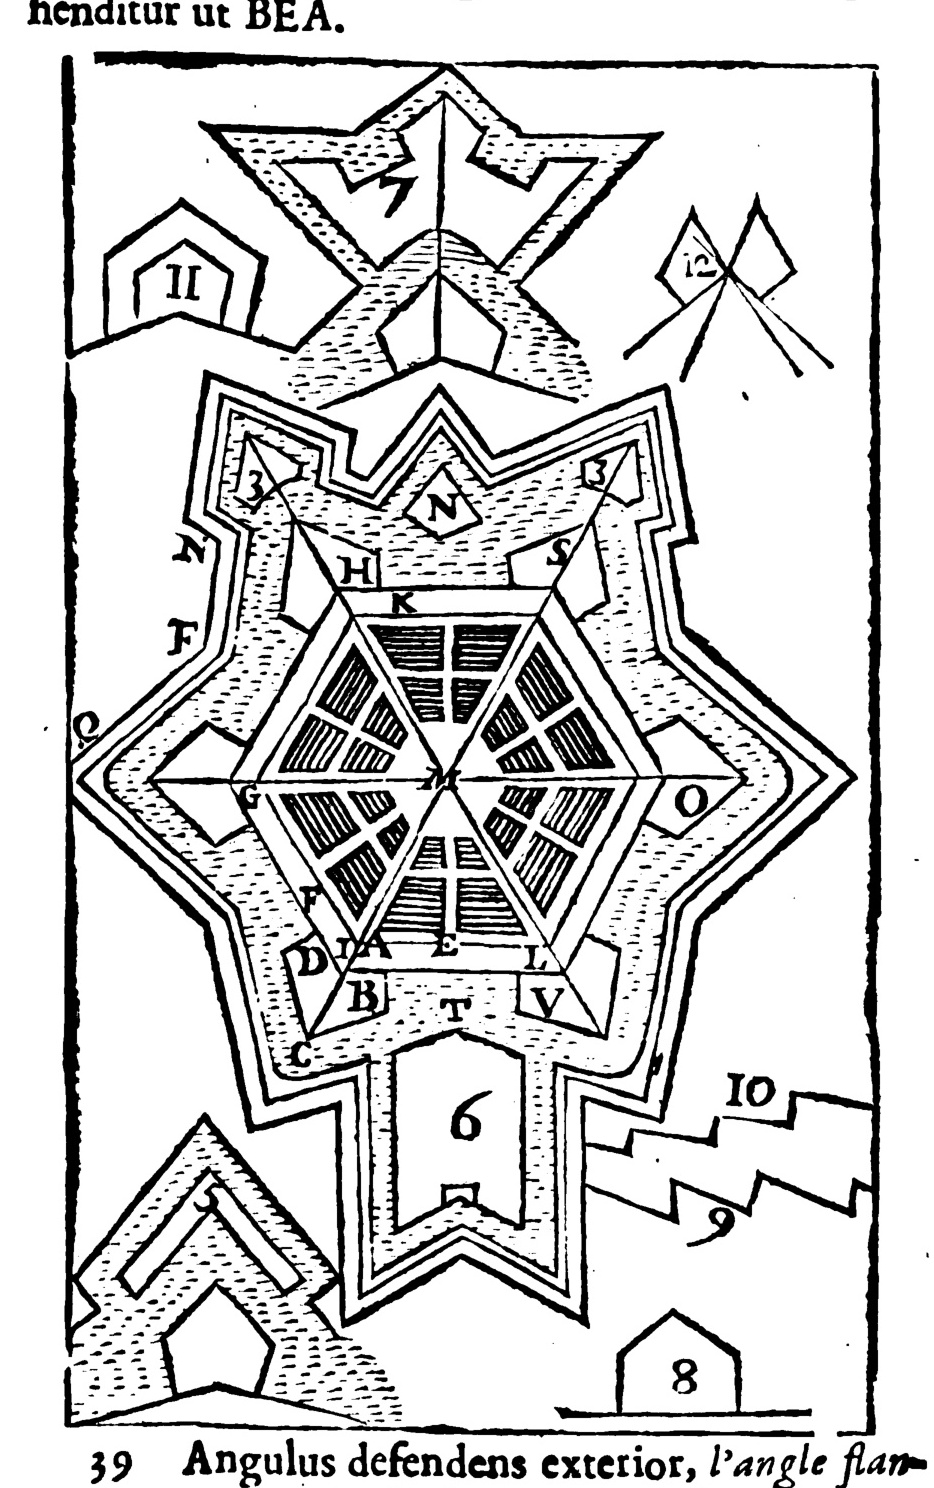 henditur ut BEA.
7
11
12
3
3
N
N
H
S
K
F
Q
M
G
O
F
D
I
A
E
L
B
T
V
C
6
10
5
9
8
39 Angulus defendens exterior, l'angle flan-